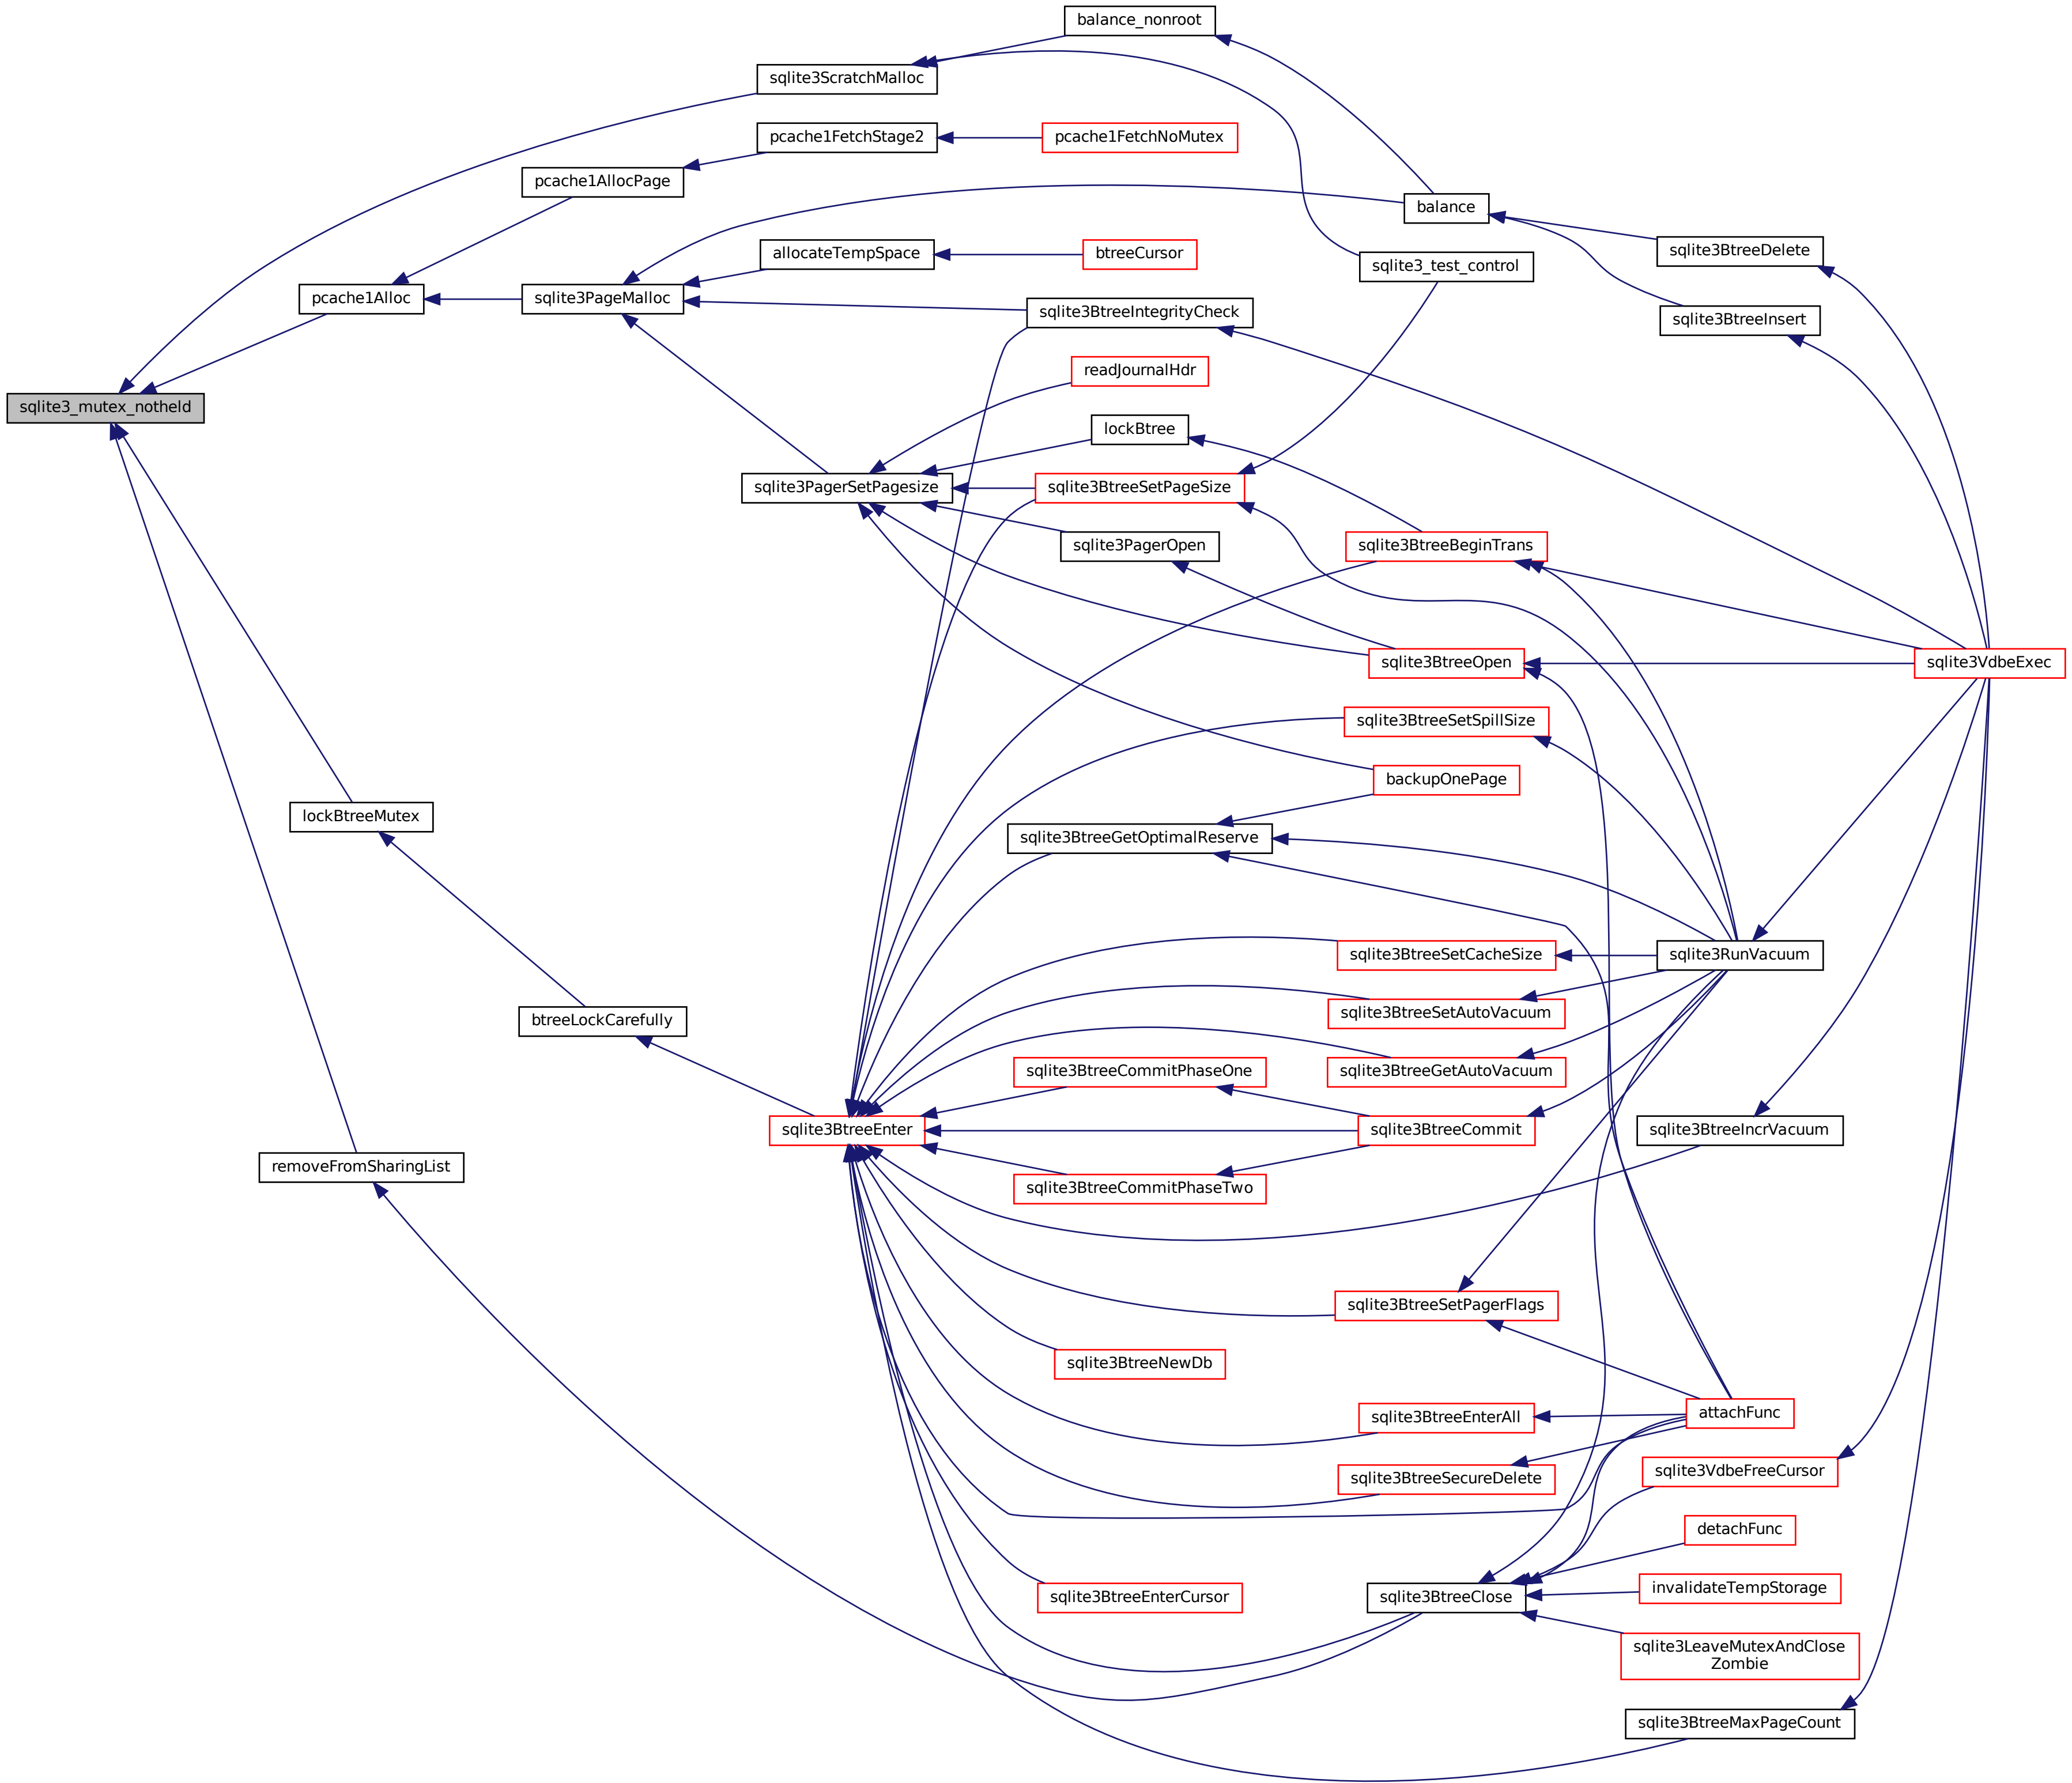 balance_nonroot
sqlite3ScratchMalloc
pcache1FetchStage2
pcache1FetchNoMutex
pcache1AllocPage
balance
sqlite3BtreeDelete
allocateTempSpace
btreeCursor
sqlite3_test_control
pcache1Alloc
sqlite3PageMalloc
sqlite3BtreeIntegrityCheck
sqlite3BtreeInsert
readJournalHdr
sqlite3_mutex_notheld
lockBtree
sqlite3PagerSetPagesize
sqlite3BtreeSetPageSize
sqlite3PagerOpen
sqlite3BtreeBeginTrans
sqlite3BtreeOpen
sqlite3VdbeExec
sqlite3BtreeSetSpillSize
backupOnePage
lockBtreeMutex
sqlite3BtreeGetOptimalReserve
sqlite3BtreeSetCacheSize
sqlite3RunVacuum
btreeLockCarefully
sqlite3BtreeSetAutoVacuum
sqlite3BtreeCommitPhaseOne
sqlite3BtreeGetAutoVacuum
sqlite3BtreeEnter
sqlite3BtreeCommit
sqlite3BtreeIncrVacuum
removeFromSharingList
sqlite3BtreeCommitPhaseTwo
sqlite3BtreeSetPagerFlags
sqlite3BtreeNewDb
sqlite3BtreeEnterAll
attachFunc
sqlite3BtreeSecureDelete
sqlite3VdbeFreeCursor
detachFunc
sqlite3BtreeEnterCursor
sqlite3BtreeClose
invalidateTempStorage
sqlite3LeaveMutexAndClose
Zombie
sqlite3BtreeMaxPageCount